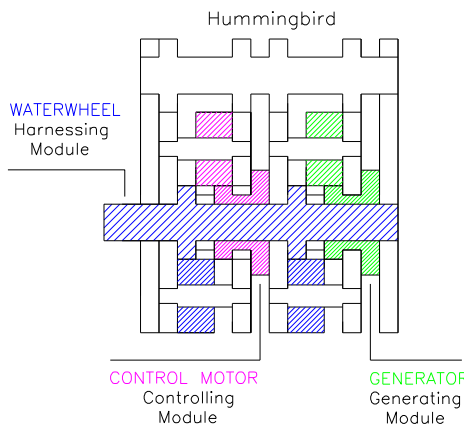 Hummingbird
WATERWHEEL
Harnessing
Module
CONTROL MOTOR
Controlling
Module
GENERATOR
Generating
Module